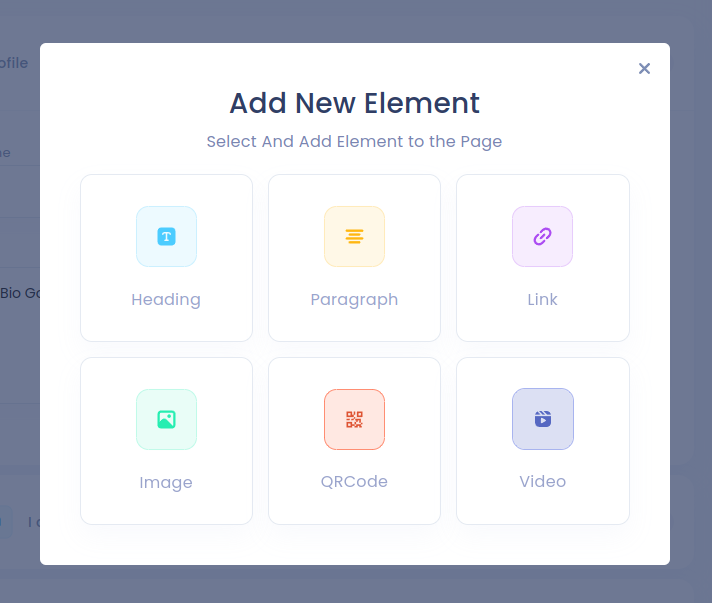 ofile
Add New Element
Select And Add Element to the Page
me
Heading
Paragraph
Link
Bio Go
Image
QRCode
Video
I